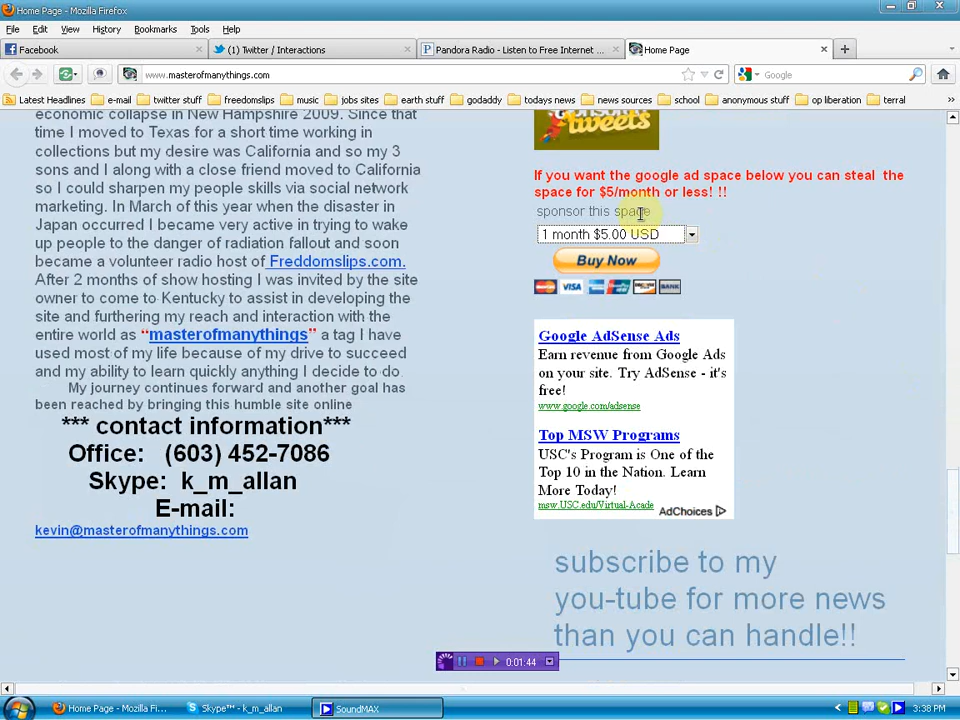 Home Page - Mozilla Firefox
File Edit View History Bookmarks Tools Help
Facebook
(1) Twitter / Interactions
Pandora Radio - Listen to Free Internet ...
Home Page
www.masterofmanythings.com
Google
Latest Headlines e-mail twitter stuff freedomslips music jobs sites earth stuff godaddy todays news news sources school anonymous stuff op liberation terral
economic collapse in New Hampshire 2009. Since that
time I moved to Texas for a short time working in
collections but my desire was California and so my 3
sons and I along with a close friend moved to California
so I could sharpen my people skills via social network
marketing. In March of this year when the disaster in
Japan occurred I became very active in trying to wake
up people to the danger of radiation fallout and soon
became a volunteer radio host of Freddomslips.com.
After 2 months of show hosting I was invited by the site
owner to come to Kentucky to assist in developing the
site and furthering my reach and interaction with the
entire world as “masterofmanythings” a tag I have
used most of my life because of my drive to succeed
and my ability to learn quickly anything I decide to do.
My journey continues forward and another goal has
been reached by bringing this humble site online
*** contact information***
Office: (603) 452-7086
Skype: k_m_allan
E-mail:
kevin@masterofmanythings.com
tweets
If you want the google ad space below you can steal the
space for $5/month or less! !!
sponsor this space
1 month $5.00 USD
Buy Now
VISA
BANK
Google AdSense Ads
Earn revenue from Google Ads
on your site. Try AdSense - it's
free!
www.google.com/adsense
Top MSW Programs
USC's Program is One of the
Top 10 in the Nation. Learn
More Today!
msw.USC.edu/Virtual-Acade
AdChoices
subscribe to my
you-tube for more news
than you can handle!!
0:01:44
Home Page - Mozilla Fi...
Skype™ - k_m_allan
SoundMAX
3:38 PM